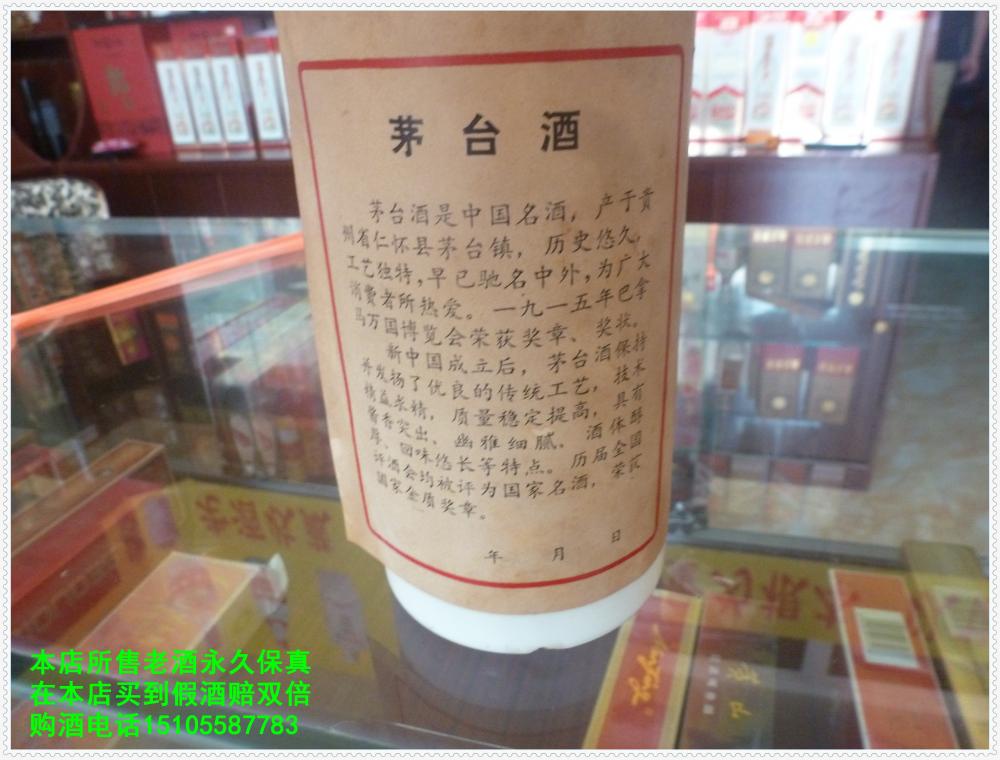 茅台酒
茅台酒是中国名酒，产于贵
州省仁怀县茅台镇，历史悠久，
工艺独特，早已驰名中外，为广大
消费者所热爱。一九一五年巴拿
马万国博览会荣获奖章、奖状。
新中国成立后，茅台酒保持
并发扬了优良的传统工艺，技术
精益求精，质量稳定提高，具有
酱香突出、幽雅细腻、酒体醇
厚、回味悠长等特点。历届全国
评酒会均被评为国家名酒，荣获
国家金质奖章。
年 月 日
本店所售老酒永久保真
在本店买到假酒赔双倍
购酒电话15105587783